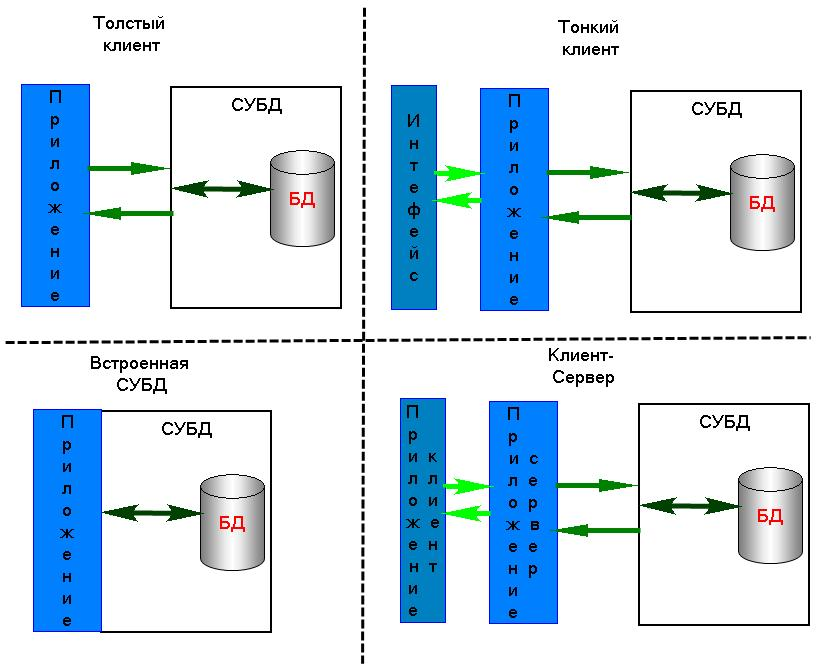 Толстый
клиент
Приложение
СУБД
БД
Тонкий
клиент
Интефейс
Приложение
СУБД
БД
Встроенная
СУБД
Приложение
СУБД
БД
Клиент-
Сервер
Приложение
клиент
Приложение
сервер
СУБД
БД